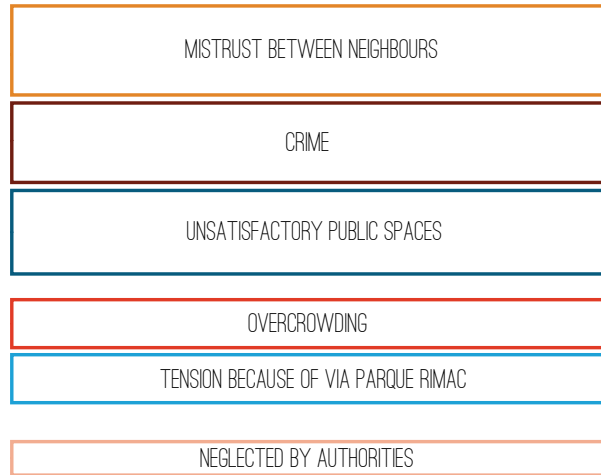 MISTRUST BETWEEN NEIGHBOURS
CRIME
UNSATISFACTORY PUBLIC SPACES
OVERCROWDING
TENSION BECAUSE OF VIA PARQUE RIMAC
NEGLECTED BY AUTHORITIES